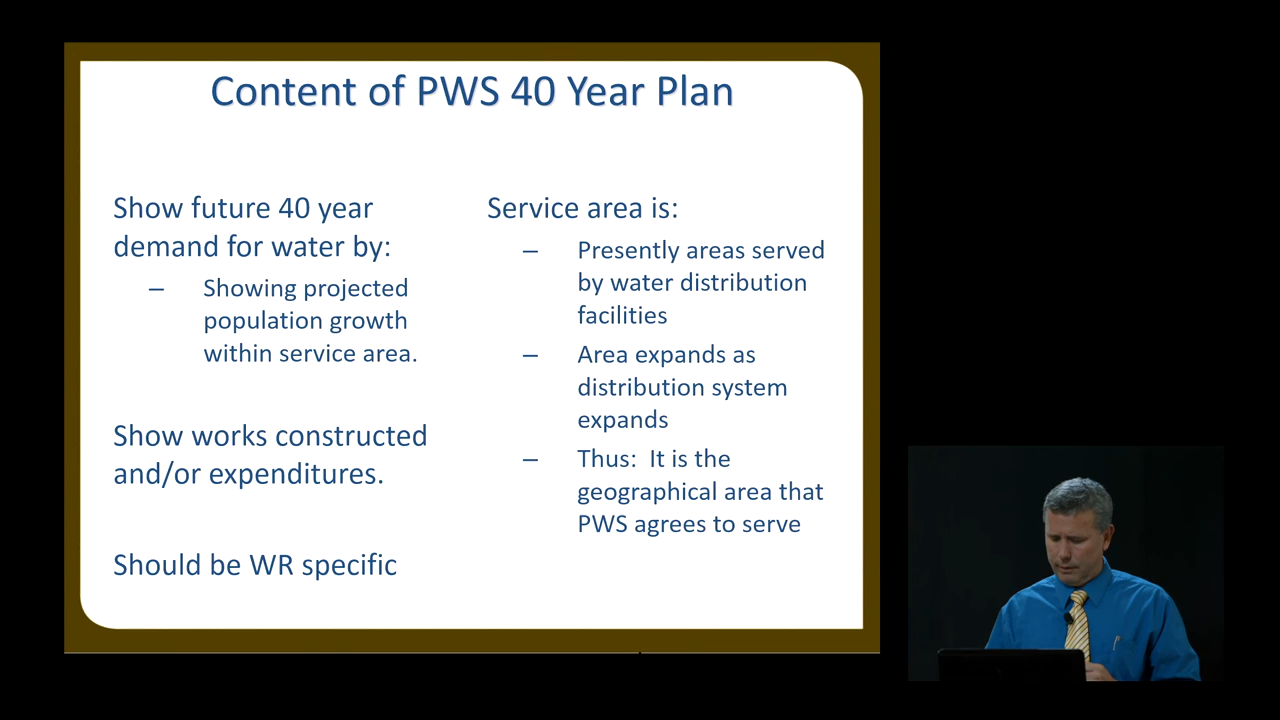 Content of PWS 40 Year Plan
Show future 40 year
demand for water by:
– Showing projected
population growth
within service area.
Show works constructed
and/or expenditures.
Should be WR specific
Service area is:
– Presently areas served
by water distribution
facilities
– Area expands as
distribution system
expands
– Thus: It is the
geographical area that
PWS agrees to serve